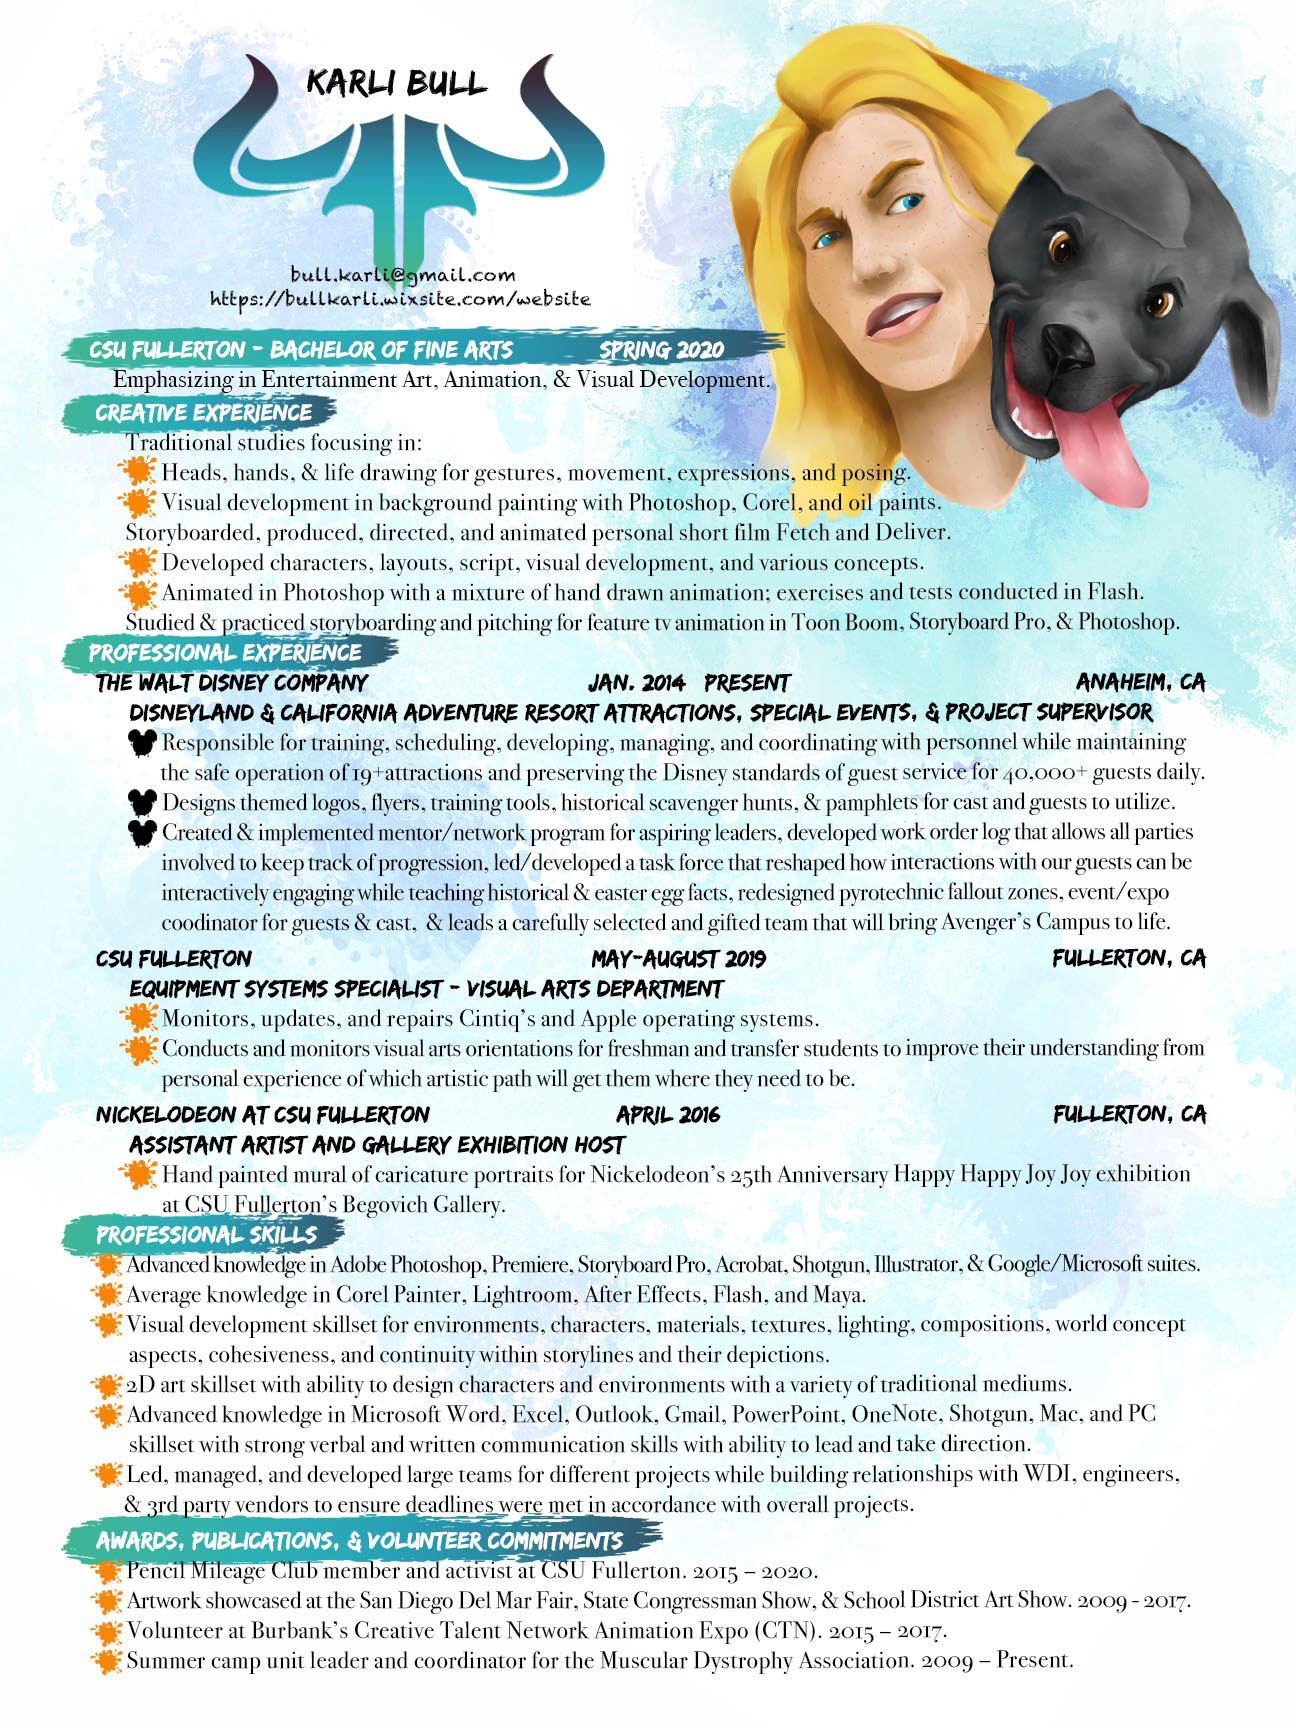 KARLI BULL
bull.karli@gmail.com
https://bullkarli.wixsite.com/website
CSU FULLERTON - BACHELOR OF FINE ARTS SPRING 2020
Emphasizing in Entertainment Art, Animation, & Visual Development.
CREATIVE EXPERIENCE
Traditional studies focusing in:
Heads, hands, & life drawing for gestures, movement, expressions, and posing.
Visual development in background painting with Photoshop, Corel, and oil paints.
Storyboarded, produced, directed, and animated personal short film Fetch and Deliver.
Developed characters, layouts, script, visual development, and various concepts.
Animated in Photoshop with a mixture of hand drawn animation; exercises and tests conducted in Flash.
Studied & practiced storyboarding and pitching for feature tv animation in Toon Boom, Storyboard Pro, & Photoshop.
PROFESSIONAL EXPERIENCE
THE WALT DISNEY COMPANY JAN. 2014 PRESENT ANAHEIM, CA
DISNEYLAND & CALIFORNIA ADVENTURE RESORT ATTRACTIONS, SPECIAL EVENTS, & PROJECT SUPERVISOR
Responsible for training, scheduling, developing, managing, and coordinating with personnel while maintaining
the safe operation of 19+attractions and preserving the Disney standards of guest service for 40,000+ guests daily.
Designs themed logos, flyers, training tools, historical scavenger hunts, & pamphlets for cast and guests to utilize.
Created & implemented mentor/network program for aspiring leaders, developed work order log that allows all parties
involved to keep track of progression, led/developed a task force that reshaped how interactions with our guests can be
interactively engaging while teaching historical & easter egg facts, redesigned pyrotechnic fallout zones, event/expo
coodinator for guests & cast, & leads a carefully selected and gifted team that will bring Avenger's Campus to life.
CSU FULLERTON MAY-AUGUST 2019 FULLERTON, CA
EQUIPMENT SYSTEMS SPECIALIST - VISUAL ARTS DEPARTMENT
Monitors, updates, and repairs Cintiq's and Apple operating systems.
Conducts and monitors visual arts orientations for freshman and transfer students to improve their understanding from
personal experience of which artistic path will get them where they need to be.
NICKELODEON AT CSU FULLERTON APRIL 2016 FULLERTON, CA
ASSISTANT ARTIST AND GALLERY EXHIBITION HOST
Hand painted mural of caricature portraits for Nickelodeon's 25th Anniversary Happy Happy Joy Joy exhibition
at CSU Fullerton's Begovich Gallery.
PROFESSIONAL SKILLS
Advanced knowledge in Adobe Photoshop, Premiere, Storyboard Pro, Acrobat, Shotgun, Illustrator, & Google/Microsoft suites.
Average knowledge in Corel Painter, Lightroom, After Effects, Flash, and Maya.
Visual development skillset for environments, characters, materials, textures, lighting, compositions, world concept
aspects, cohesiveness, and continuity within storylines and their depictions.
2D art skillset with ability to design characters and environments with a variety of traditional mediums.
Advanced knowledge in Microsoft Word, Excel, Outlook, Gmail, PowerPoint, OneNote, Shotgun, Mac, and PC
skillset with strong verbal and written communication skills with ability to lead and take direction.
Led, managed, and developed large teams for different projects while building relationships with WDI, engineers,
& 3rd party vendors to ensure deadlines were met in accordance with overall projects.
AWARDS, PUBLICATIONS, & VOLUNTEER COMMITMENTS
Pencil Mileage Club member and activist at CSU Fullerton. 2015 – 2020.
Artwork showcased at the San Diego Del Mar Fair, State Congressman Show, & School District Art Show. 2009 - 2017.
Volunteer at Burbank's Creative Talent Network Animation Expo (CTN). 2015 – 2017.
Summer camp unit leader and coordinator for the Muscular Dystrophy Association. 2009 – Present.